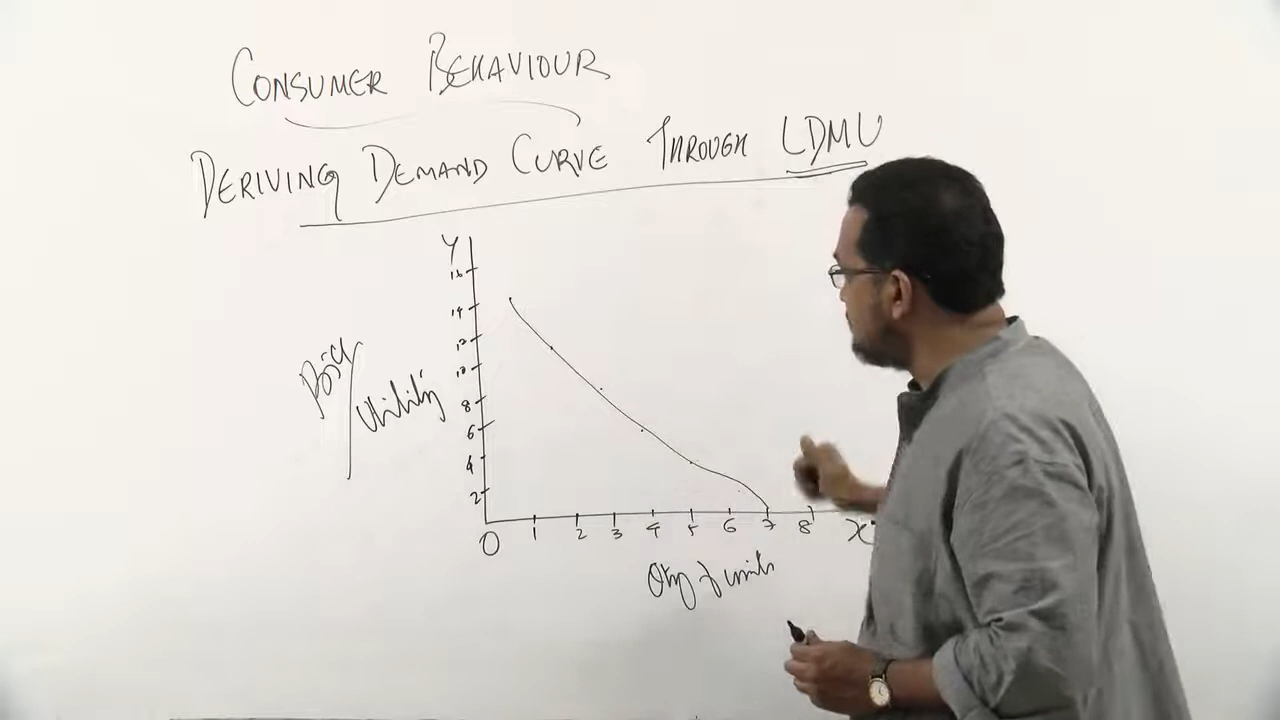 CONSUMER BEHAVIOUR
DERIVING DEMAND CURVE THROUGH LDMU
Y
16
14
12
10
8
6
4
2
Price/
Utility
0 1 2 3 4 5 6 7 8 X
Qty of units